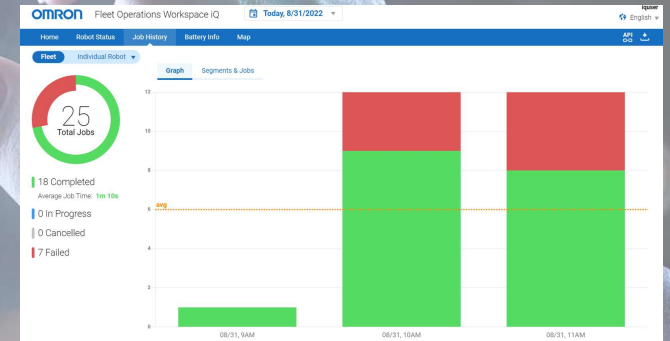 iquser
OMRON Fleet Operations Workspace iQ
Today, 8/31/2022
English
Home Robot Status Job History Battery Info Map
API
Fleet Individual Robot
Graph Segments & Jobs
25
Total Jobs
18 Completed
Average Job Time: 1m 10s
0 In Progress
0 Cancelled
7 Failed
12
10
8
avg
6
4
2
0
08/31, 9AM 08/31, 10AM 08/31, 11AM